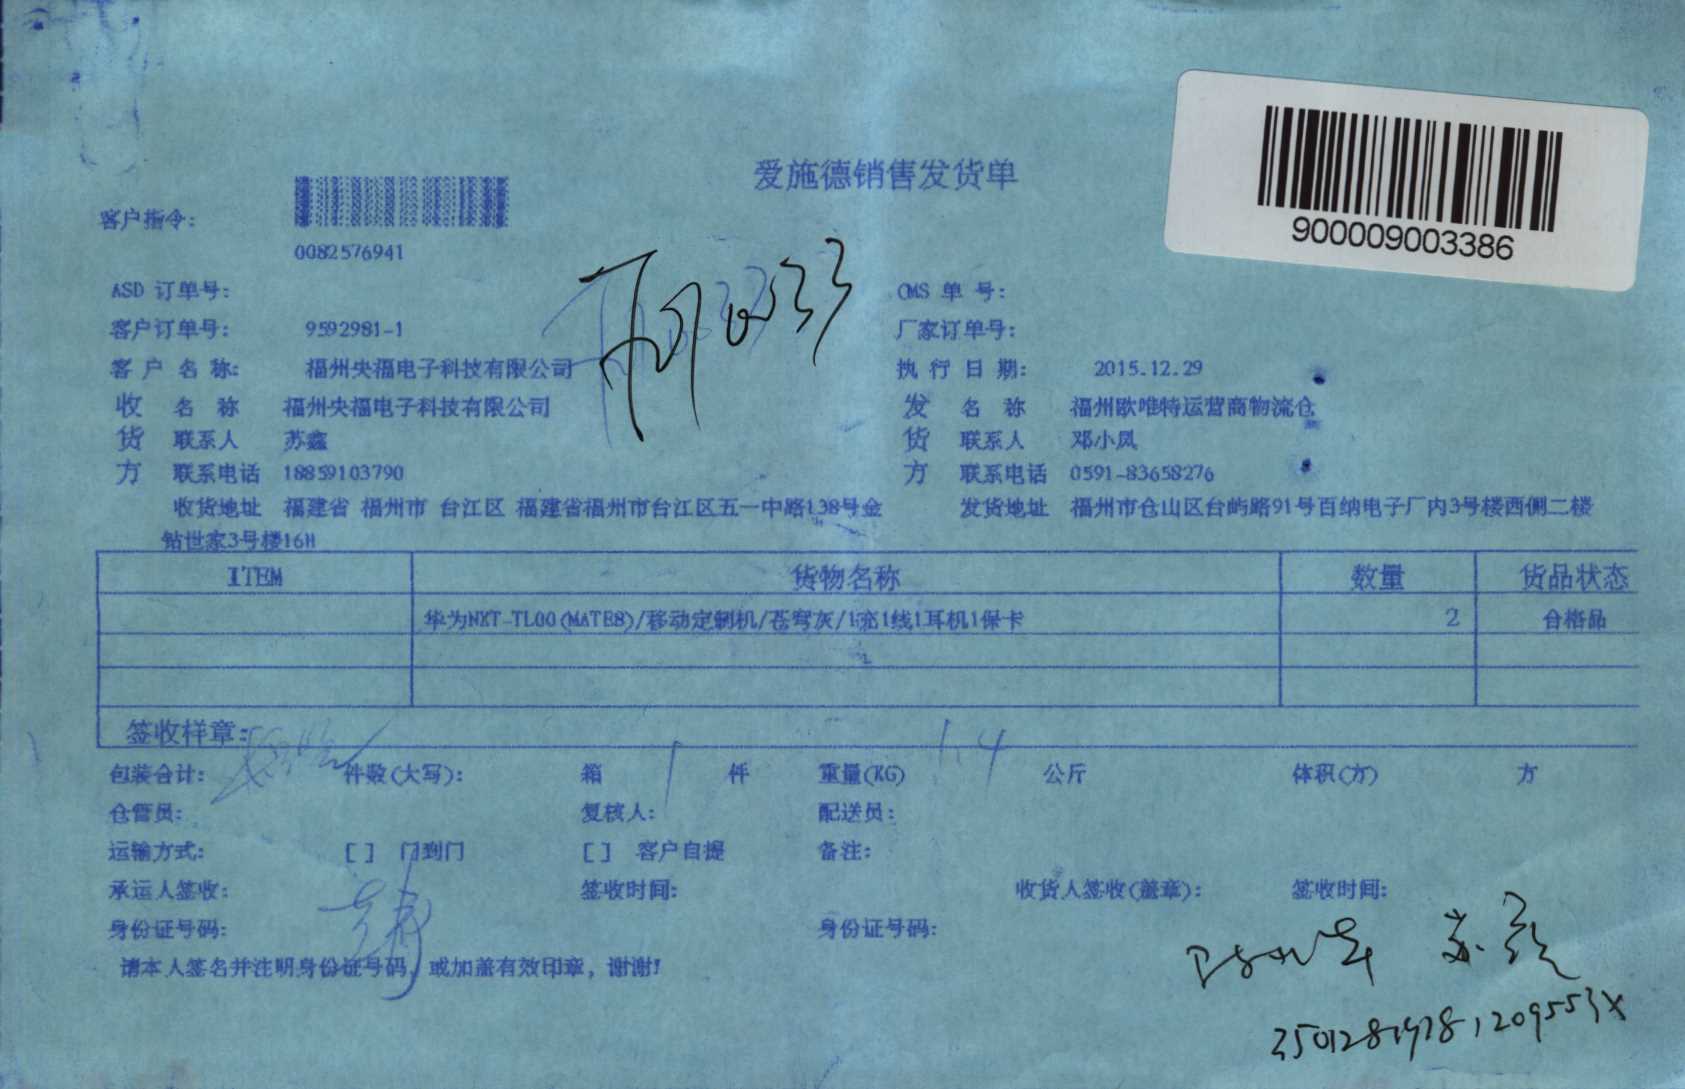 爱施德销售发货单
900009003386
客户指令:
0082576941
ASD 订单号: CMS 单 号:
客户订单号: 9592981-1 厂家订单号:
客 户 名 称: 福州央福电子科技有限公司 执 行 日 期: 2015.12.29
收 名 称 福州央福电子科技有限公司 发 名 称 福州欧唯特运营商物流仓
货 联系人 苏鑫 货 联系人 邓小凤
方 联系电话 18859103790 方 联系电话 0591-83658276
收货地址 福建省 福州市 台江区 福建省福州市台江区五一中路138号金 发货地址 福州市仓山区台屿路91号百纳电子厂内3号楼西侧二楼
钻世家3号楼16H
ITEM 货物名称 数量 货品状态
华为NXT-TL00(MATE8)/移动定制机/苍穹灰/1充1线1耳机1保卡 2 合格品
签收样章:
包装合计: 件数(大写): 箱 1 件 重量(KG) 1.4 公斤 体积(方) 方
仓管员: 复核人: 配送员:
运输方式: [ ] 门到门 [ ] 客户自提 备注:
承运人签收: 签收时间: 收货人签收(盖章): 签收时间:
身份证号码: 身份证号码:
请本人签名并注明身份证号码，或加盖有效印章，谢谢!